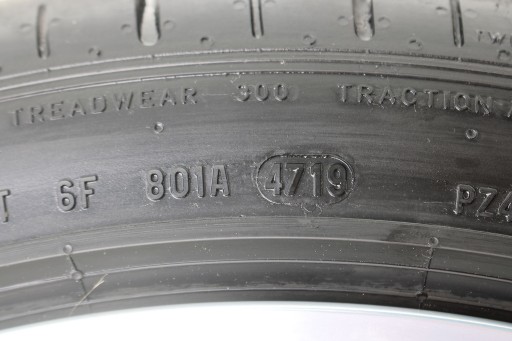 TREADWEAR 300 TRACTION A
T 6F 801A 4719 PZ4